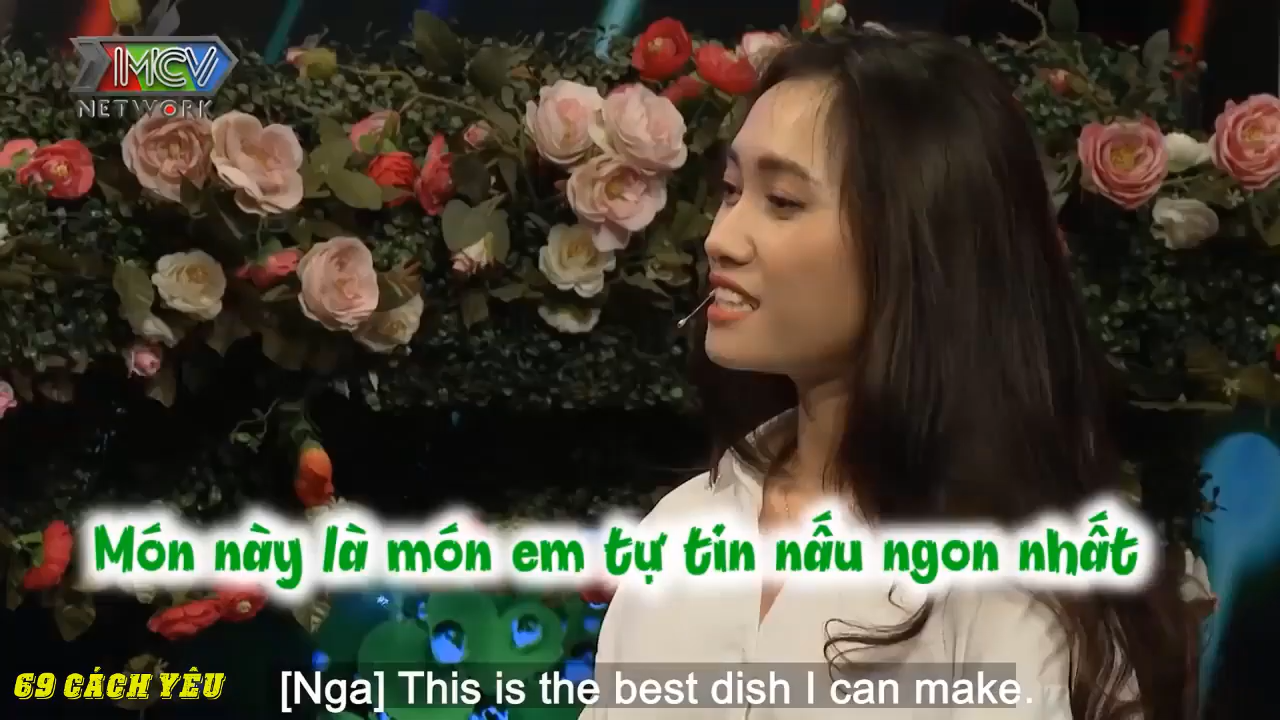 MCV
NETWORK
Món này là món em tự tin nấu ngon nhất
69 CÁCH YÊU
[Nga] This is the best dish I can make.